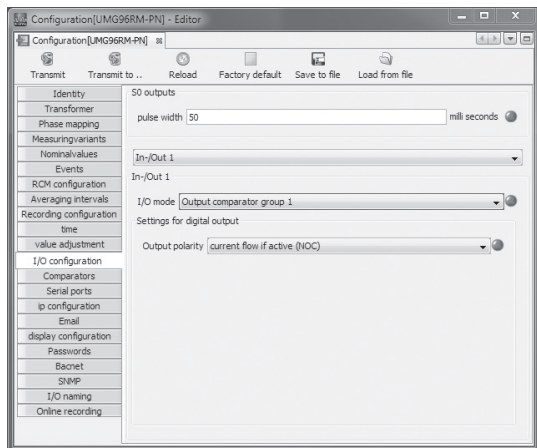 Configuration[UMG96RM-PN] - Editor
Configuration[UMG96RM-PN]
Transmit
Transmit to ..
Reload
Factory default
Save to file
Load from file
Identity
Transformer
Phase mapping
Measuringvariants
Nominalvalues
Events
RCM configuration
Averaging intervals
Recording configuration
time
value adjustment
I/O configuration
Comparators
Serial ports
ip configuration
Email
display configuration
Passwords
Bacnet
SNMP
I/O naming
Online recording
S0 outputs
pulse width 50 milli seconds
In-/Out 1
In-/Out 1
I/O mode Output comparator group 1
Settings for digital output
Output polarity current flow if active (NOC)